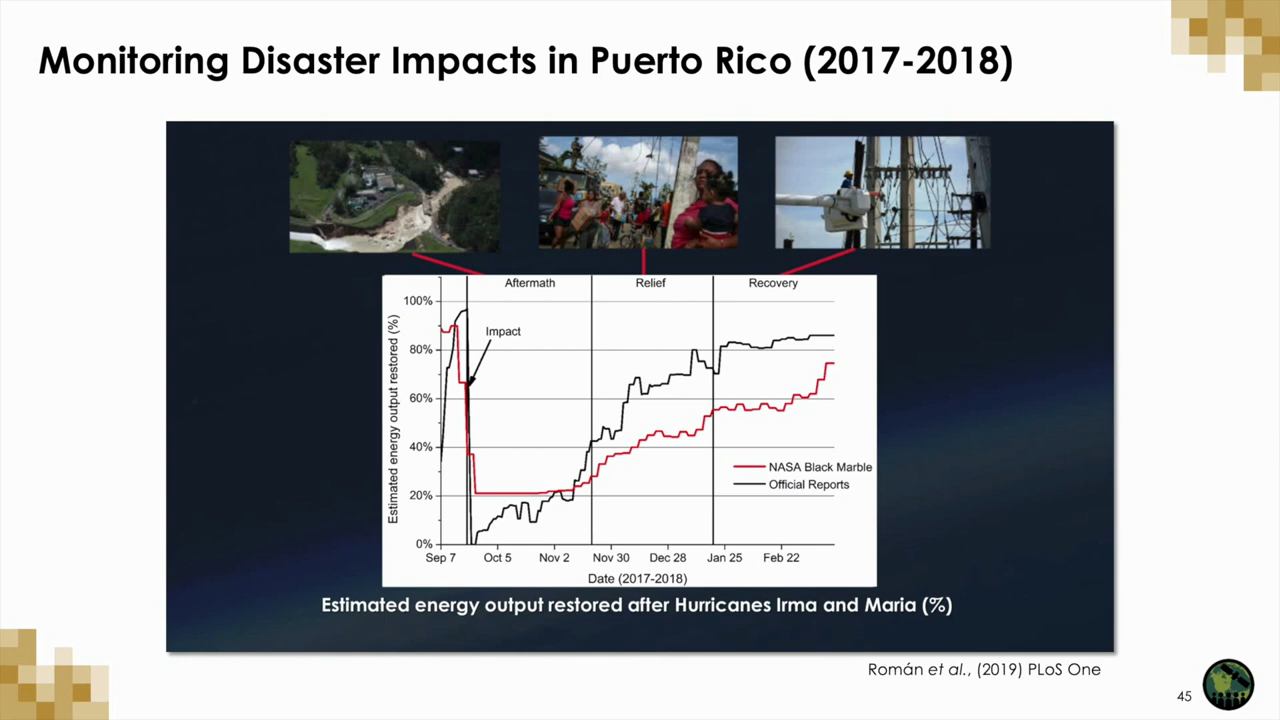 Monitoring Disaster Impacts in Puerto Rico (2017-2018)
Aftermath
Relief
Recovery
100%
80%
60%
40%
20%
0%
Estimated energy output restored (%)
Impact
NASA Black Marble
Official Reports
Sep 7
Oct 5
Nov 2
Nov 30
Dec 28
Jan 25
Feb 22
Date (2017-2018)
Estimated energy output restored after Hurricanes Irma and Maria (%)
Román et al., (2019) PLoS One
45